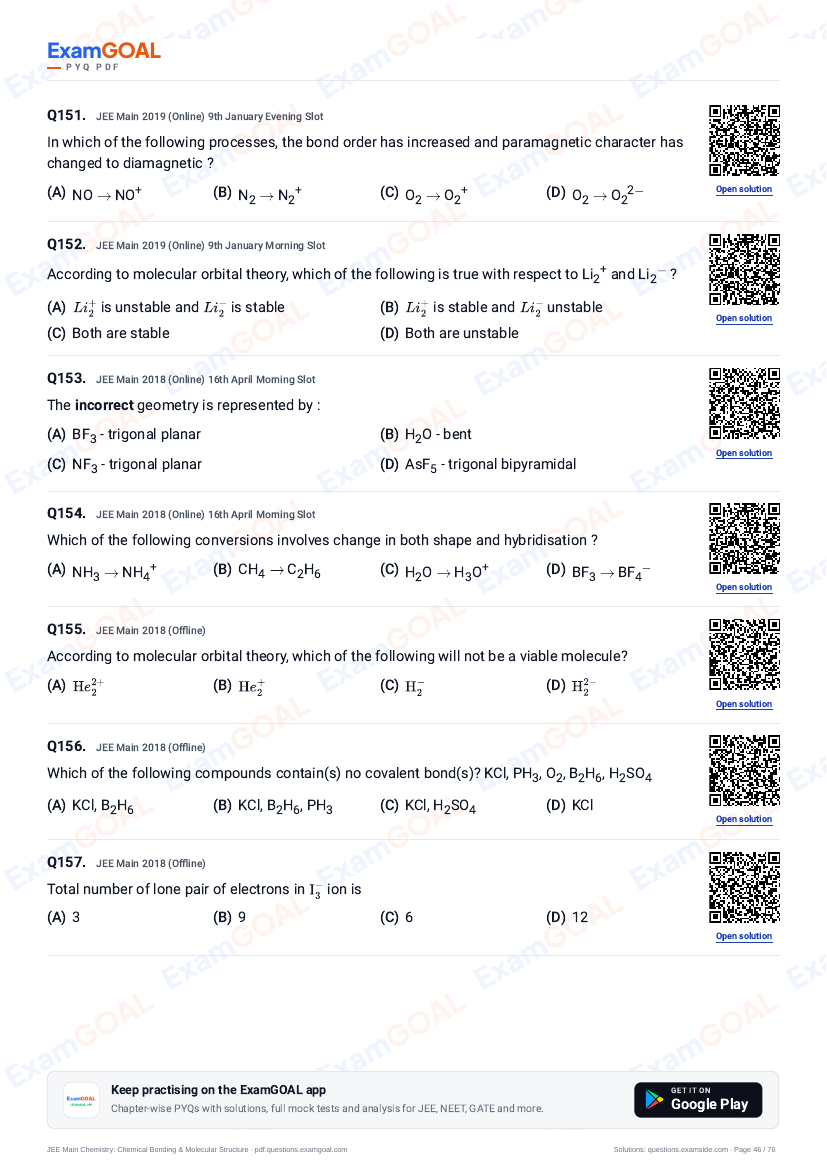 ExamGOAL
PYQ PDF
Q151. JEE Main 2019 (Online) 9th January Evening Slot
In which of the following processes, the bond order has increased and paramagnetic character has
changed to diamagnetic ?
(A) NO → NO⁺ (B) N₂ → N₂⁺ (C) O₂ → O₂⁺ (D) O₂ → O₂²⁻
Open solution
Q152. JEE Main 2019 (Online) 9th January Morning Slot
According to molecular orbital theory, which of the following is true with respect to Li₂⁺ and Li₂⁻ ?
(A) Li₂⁺ is unstable and Li₂⁻ is stable (B) Li₂⁺ is stable and Li₂⁻ unstable
(C) Both are stable (D) Both are unstable
Open solution
Q153. JEE Main 2018 (Online) 16th April Morning Slot
The incorrect geometry is represented by :
(A) BF₃ - trigonal planar (B) H₂O - bent
(C) NF₃ - trigonal planar (D) AsF₅ - trigonal bipyramidal
Open solution
Q154. JEE Main 2018 (Online) 16th April Morning Slot
Which of the following conversions involves change in both shape and hybridisation ?
(A) NH₃ → NH₄⁺ (B) CH₄ → C₂H₆ (C) H₂O → H₃O⁺ (D) BF₃ → BF₄⁻
Open solution
Q155. JEE Main 2018 (Offline)
According to molecular orbital theory, which of the following will not be a viable molecule?
(A) He₂²⁺ (B) He₂⁺ (C) H₂⁻ (D) H₂²⁻
Open solution
Q156. JEE Main 2018 (Offline)
Which of the following compounds contain(s) no covalent bond(s)? KCl, PH₃, O₂, B₂H₆, H₂SO₄
(A) KCl, B₂H₆ (B) KCl, B₂H₆, PH₃ (C) KCl, H₂SO₄ (D) KCl
Open solution
Q157. JEE Main 2018 (Offline)
Total number of lone pair of electrons in I₃⁻ ion is
(A) 3 (B) 9 (C) 6 (D) 12
Open solution
ExamGOAL
Keep practising on the ExamGOAL app
Chapter-wise PYQs with solutions, full mock tests and analysis for JEE, NEET, GATE and more.
GET IT ON
Google Play
JEE Main Chemistry: Chemical Bonding & Molecular Structure · pdf.questions.examgoal.com
Solutions: questions.examside.com · Page 46 / 76